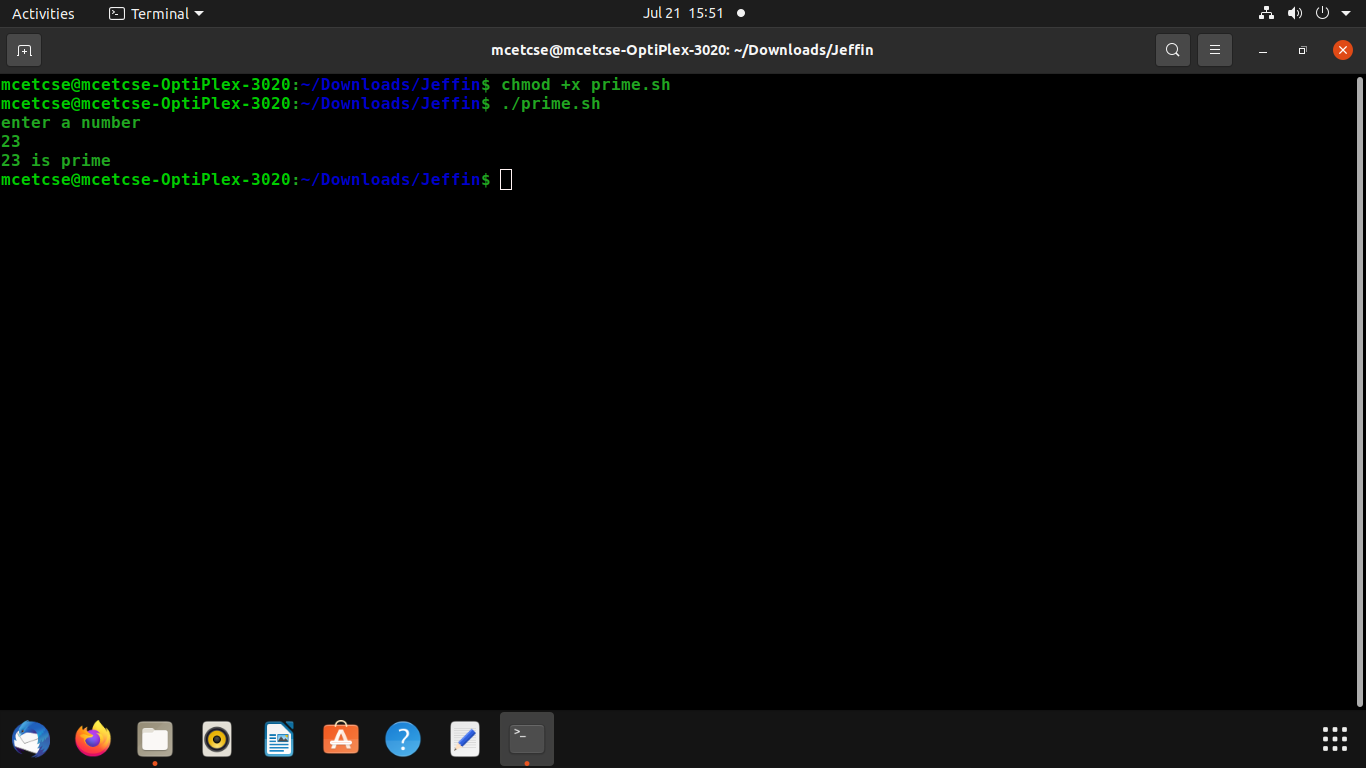 Activities
Terminal
Jul 21 15:51
mcetcse@mcetcse-OptiPlex-3020: ~/Downloads/Jeffin
mcetcse@mcetcse-OptiPlex-3020:~/Downloads/Jeffin$ chmod +x prime.sh
mcetcse@mcetcse-OptiPlex-3020:~/Downloads/Jeffin$ ./prime.sh
enter a number
23
23 is prime
mcetcse@mcetcse-OptiPlex-3020:~/Downloads/Jeffin$